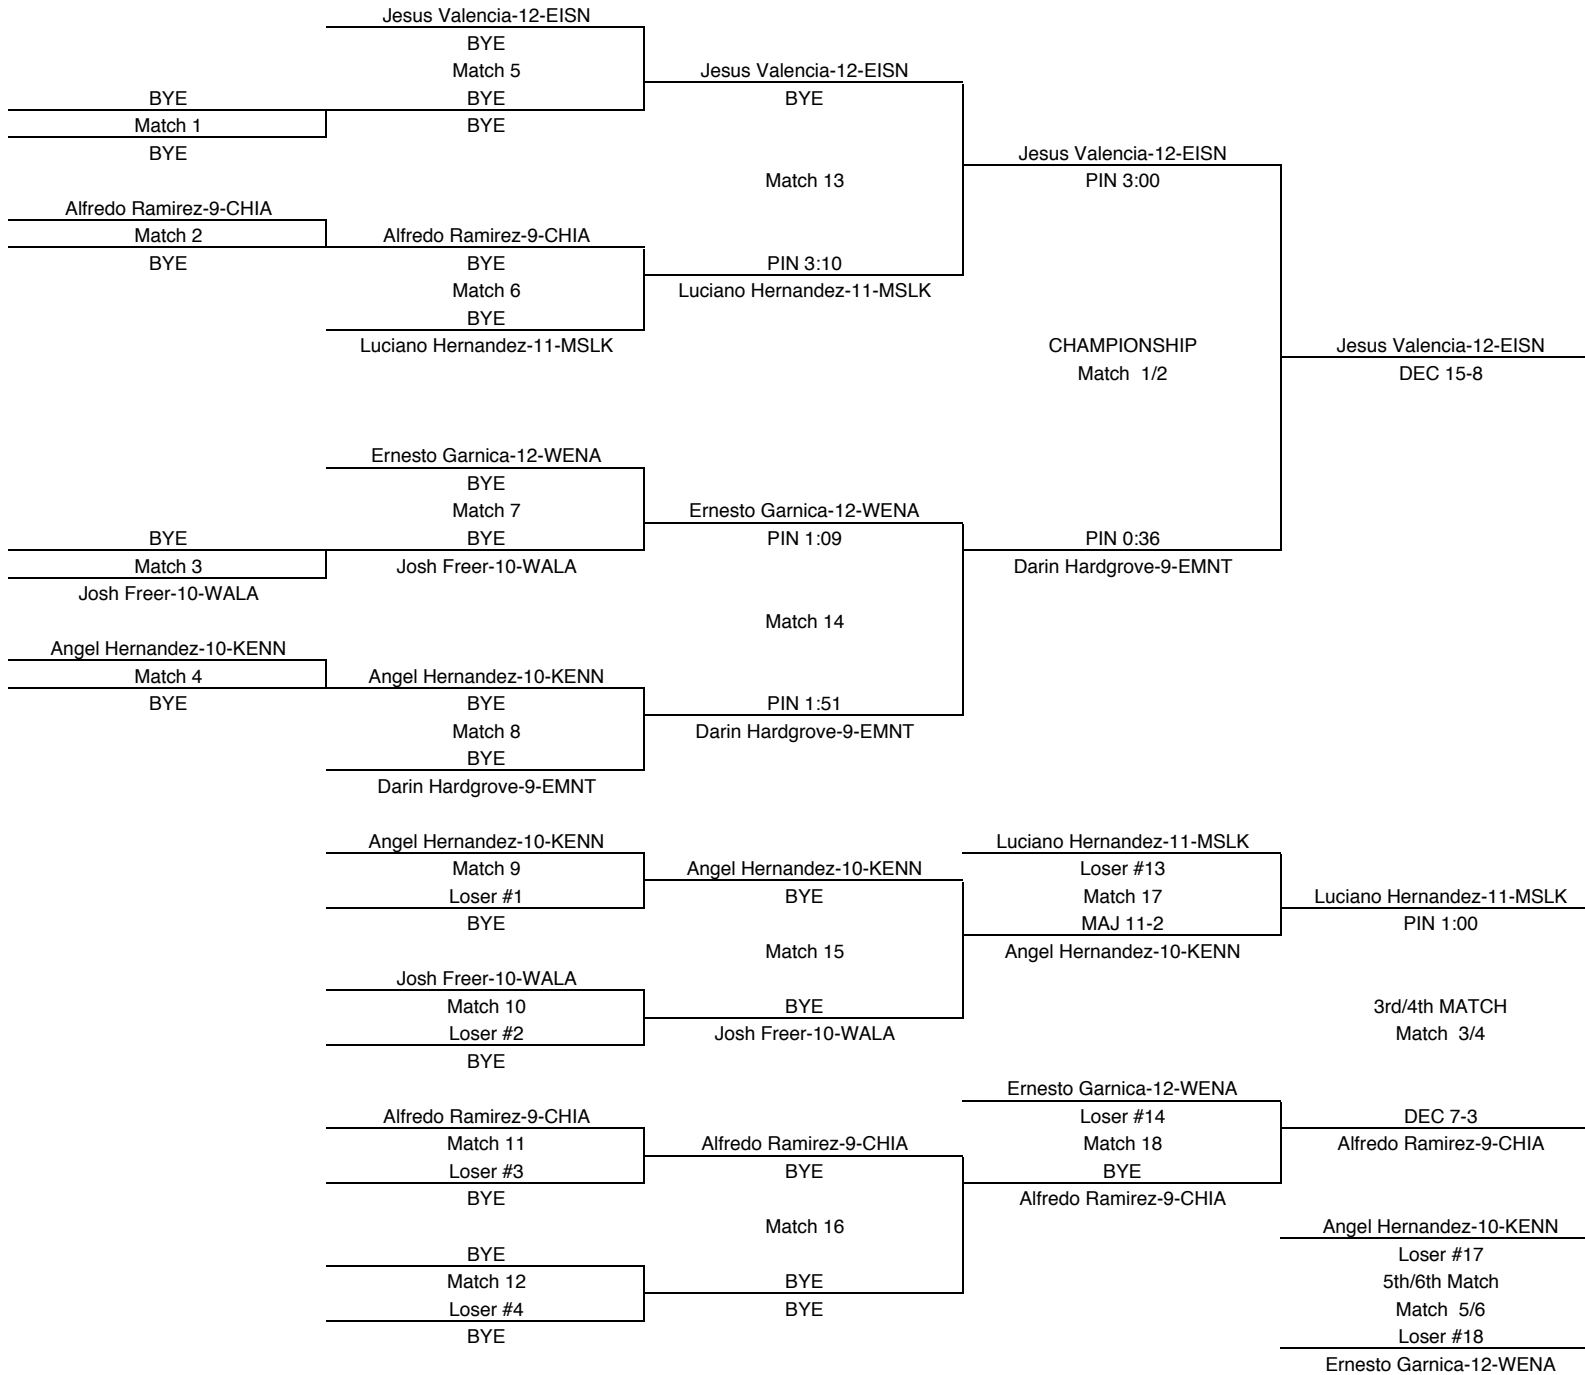 Jesus Valencia-12-EISN
BYE
Match 5
Jesus Valencia-12-EISN
BYE
BYE
BYE
Match 1
BYE
BYE
Jesus Valencia-12-EISN
Match 13
PIN 3:00
Alfredo Ramirez-9-CHIA
Match 2
Alfredo Ramirez-9-CHIA
BYE
BYE
PIN 3:10
Match 6
Luciano Hernandez-11-MSLK
BYE
Luciano Hernandez-11-MSLK
CHAMPIONSHIP
Jesus Valencia-12-EISN
Match 1/2
DEC 15-8
Ernesto Garnica-12-WENA
BYE
Match 7
Ernesto Garnica-12-WENA
BYE
BYE
PIN 1:09
PIN 0:36
Match 3
Josh Freer-10-WALA
Darin Hardgrove-9-EMNT
Josh Freer-10-WALA
Match 14
Angel Hernandez-10-KENN
Match 4
Angel Hernandez-10-KENN
BYE
BYE
PIN 1:51
Match 8
Darin Hardgrove-9-EMNT
BYE
Darin Hardgrove-9-EMNT
Angel Hernandez-10-KENN
Luciano Hernandez-11-MSLK
Match 9
Angel Hernandez-10-KENN
Loser #13
Loser #1
BYE
Match 17
Luciano Hernandez-11-MSLK
BYE
MAJ 11-2
PIN 1:00
Match 15
Angel Hernandez-10-KENN
Josh Freer-10-WALA
Match 10
BYE
3rd/4th MATCH
Loser #2
Josh Freer-10-WALA
Match 3/4
BYE
Ernesto Garnica-12-WENA
Alfredo Ramirez-9-CHIA
Loser #14
DEC 7-3
Match 11
Alfredo Ramirez-9-CHIA
Match 18
Alfredo Ramirez-9-CHIA
Loser #3
BYE
BYE
BYE
Alfredo Ramirez-9-CHIA
Match 16
Angel Hernandez-10-KENN
BYE
Loser #17
Match 12
BYE
5th/6th Match
Loser #4
BYE
Match 5/6
BYE
Loser #18
Ernesto Garnica-12-WENA